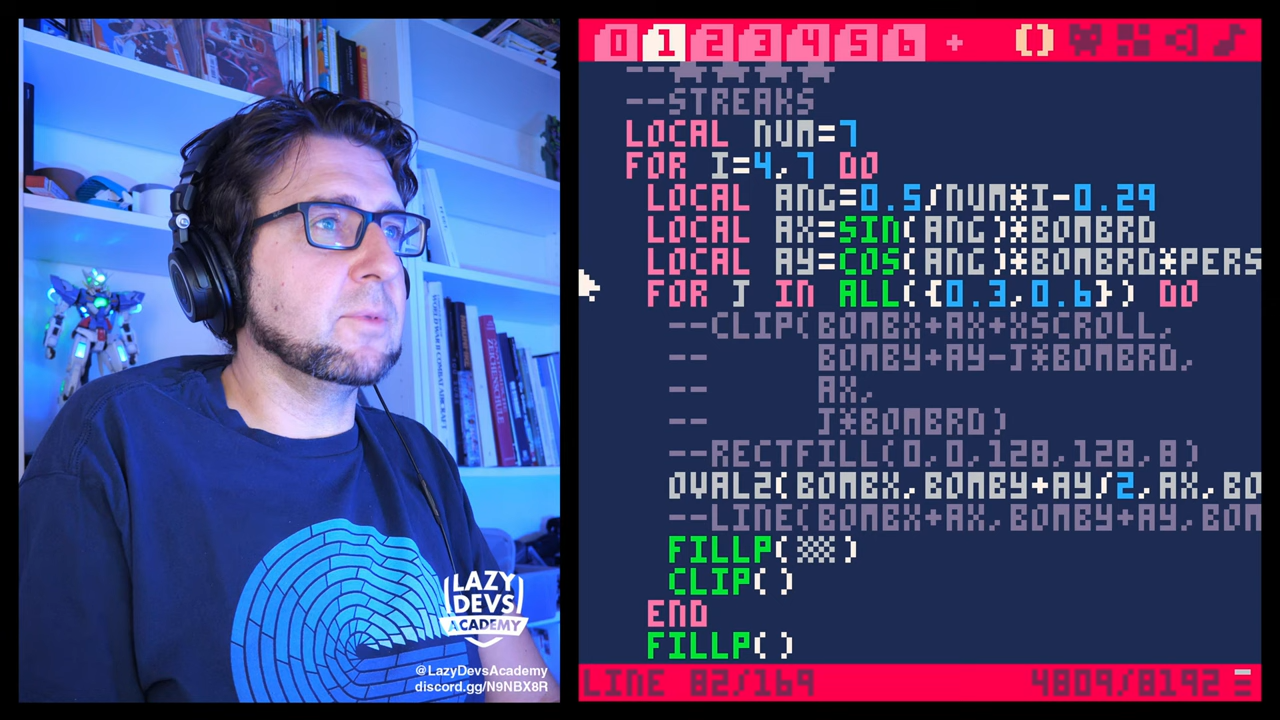 0 1 2 3 4 5 6 +
--STREAKS
LOCAL NUM=7
FOR I=4,7 DO
LOCAL ANG=0.5/NUM*I-0.29
LOCAL AX=SIN(ANG)*BOMBRD
LOCAL AY=COS(ANG)*BOMBRD*PERS
FOR J IN ALL({0.3,0.6}) DO
--CLIP(BOMBX+AX+XSCROLL,
-- BOMBY+AY-J*BOMBRD,
-- AX,
-- J*BOMBRD)
--RECTFILL(0,0,128,128,8)
OVAL2(BOMBX,BOMBY+AY/2,AX,BO
--LINE(BOMBX+AX,BOMBY+AY,BOM
FILLP(▒▒)
CLIP()
END
FILLP()
LINE 82/169 4809/8192
LAZY
DEVS
ACADEMY
@LazyDevsAcademy
discord.gg/N9NBX8R